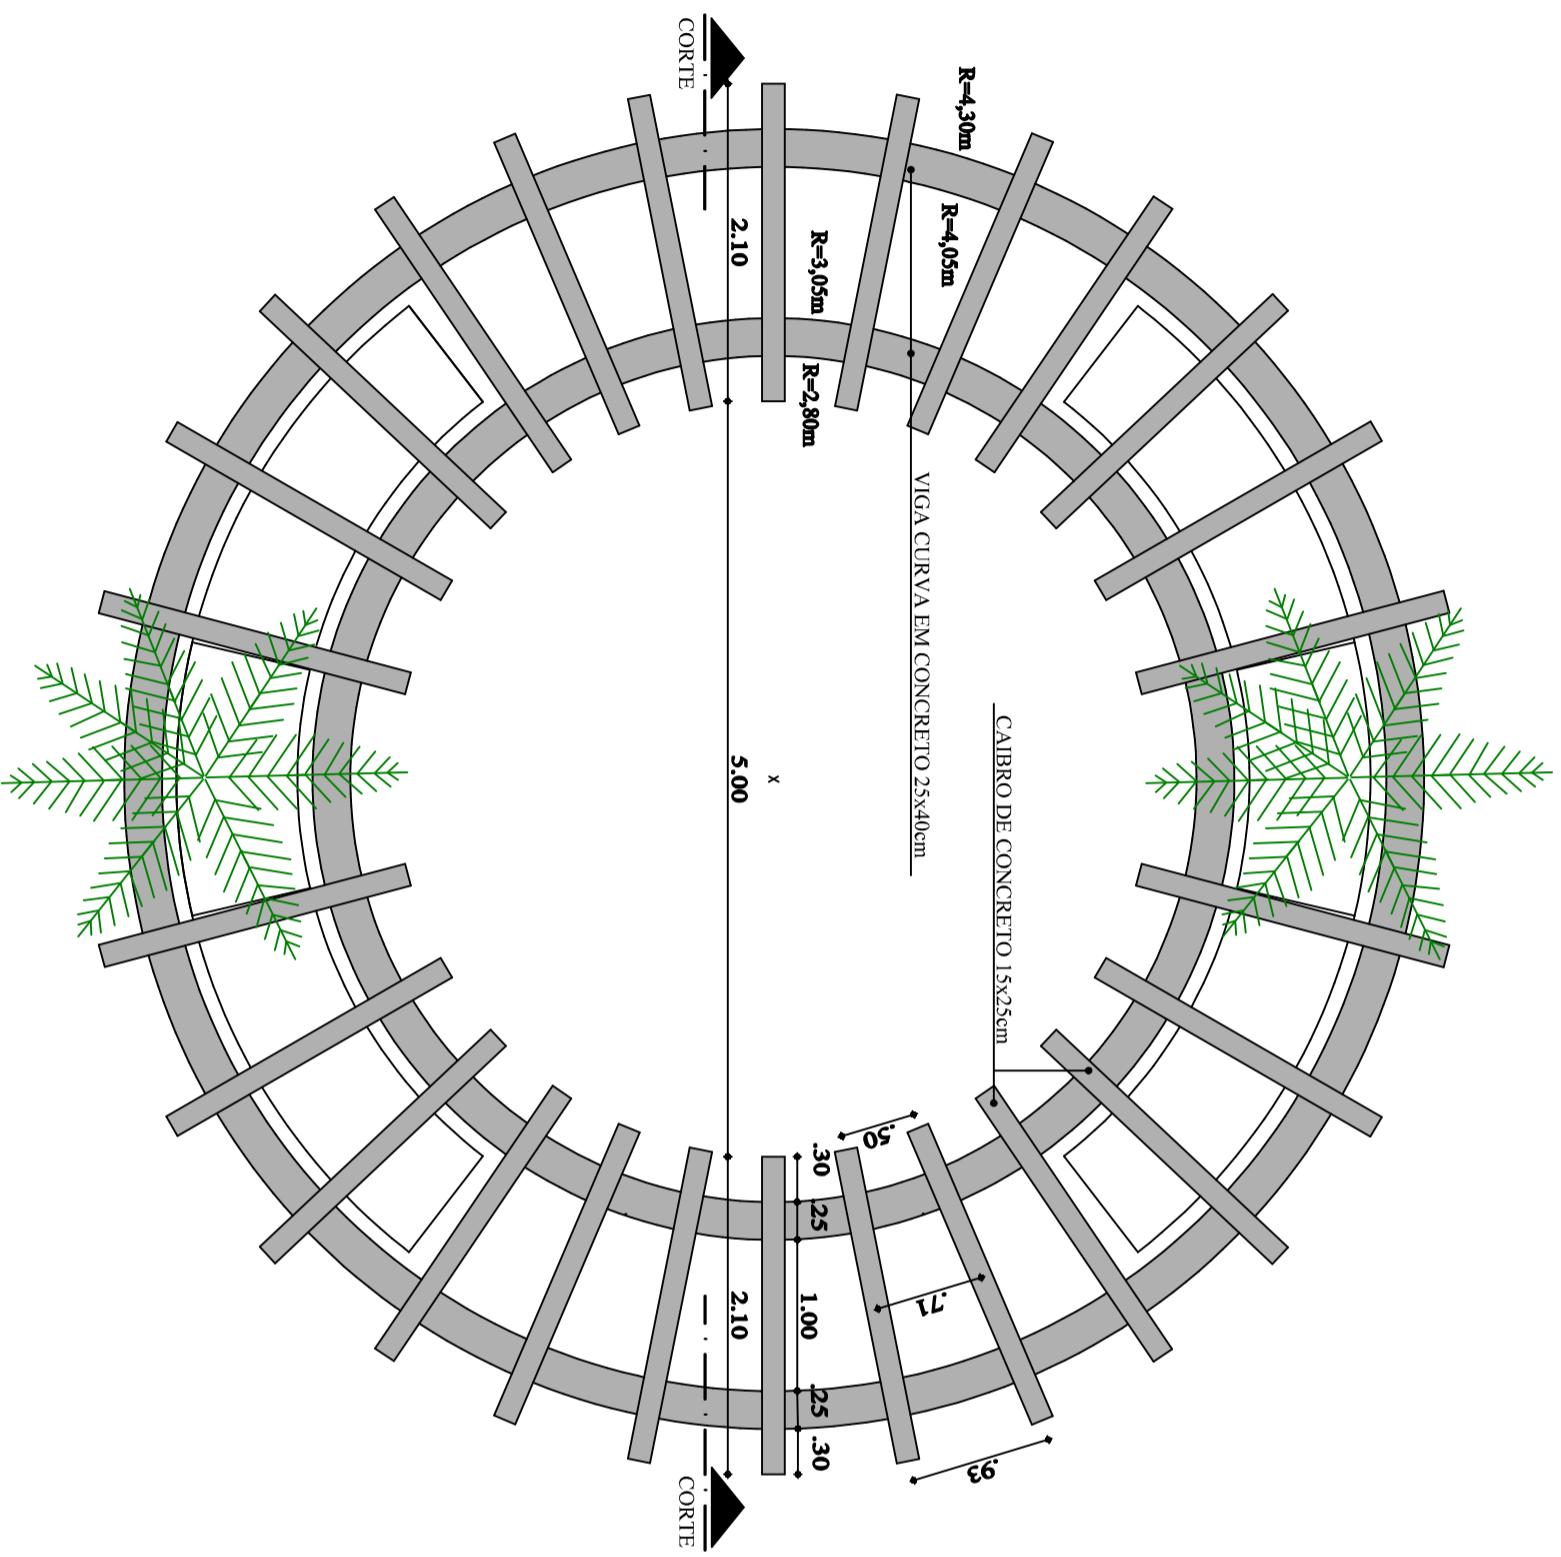 CORTE
R=4,30m
R=4,05m
2.10
R=3,05m
R=2,80m
VIGA CURVA EM CONCRETO 25x40cm
CAIBRO DE CONCRETO 15x25cm
x
5.00
.50
.30
.25
1.00
.25
.30
2.10
.71
.93
CORTE